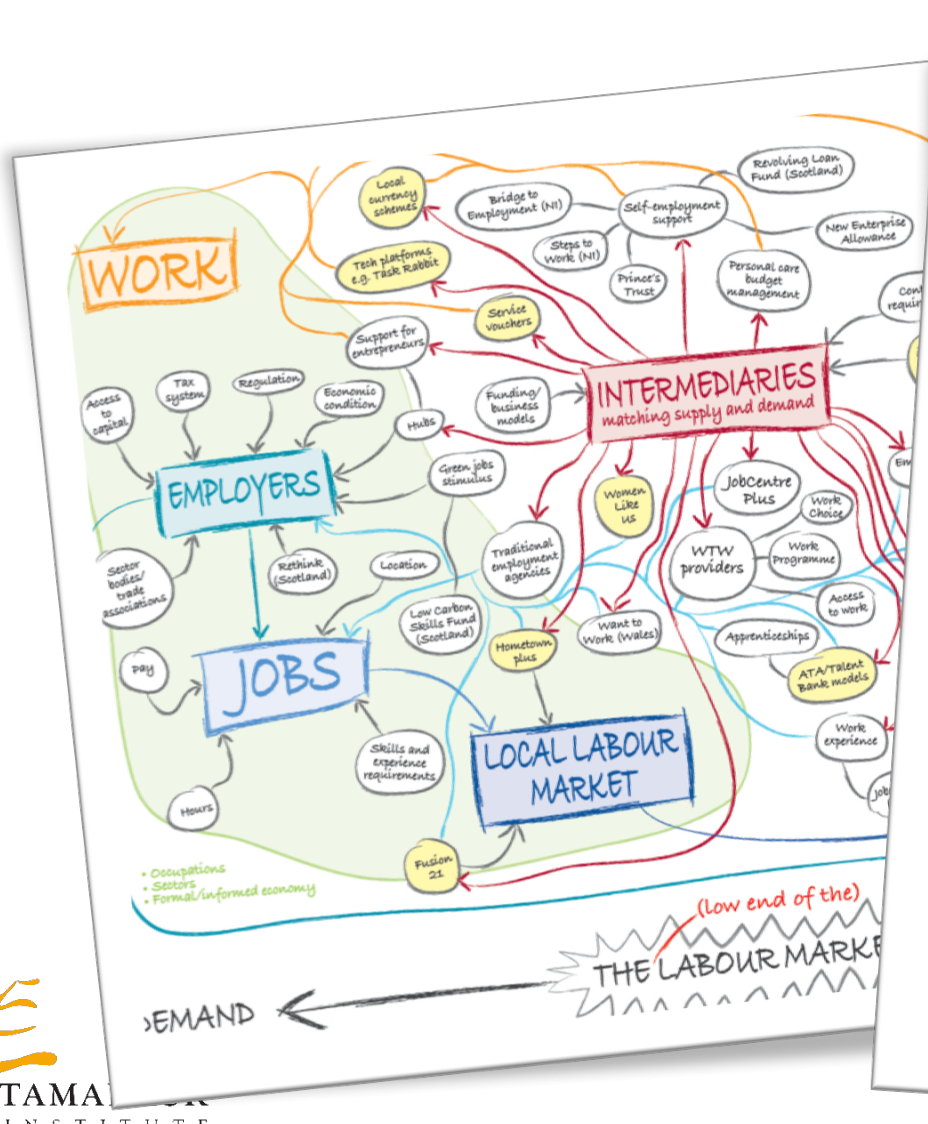 Revolving Loan
Fund (Scotland)
Local
currency
schemes
Bridge to
Employment (NI)
Self-employment
support
New Enterprise
Allowance
Steps to
Work (NI)
WORK
Tech platforms
e.g. Task Rabbit
Prince's
Trust
Personal care
budget
management
Service
vouchers
Support for
entrepreneurs
INTERMEDIARIES
matching supply and demand
Access
to
capital
Tax
system
Regulation
Economic
condition
Funding/
business
models
Hubs
Green jobs
stimulus
EMPLOYERS
Women
Like
us
JobCentre
Plus
Work
Choice
Sector
bodies/
trade
associations
Rethink
(Scotland)
Location
Traditional
employment
agencies
WTW
providers
Work
Programme
Access
to work
Low Carbon
Skills Fund
(Scotland)
Hometown
plus
Want to
Work (Wales)
Apprenticeships
Pay
JOBS
ATA/Talent
Bank models
Skills and
experience
requirements
LOCAL LABOUR
MARKET
Work
experience
Job
Hours
Fusion
21
• Occupations
• Sectors
• Formal/informed economy
(low end of the)
THE LABOUR MARKE
EMAND
TAMA
INSTITUTE